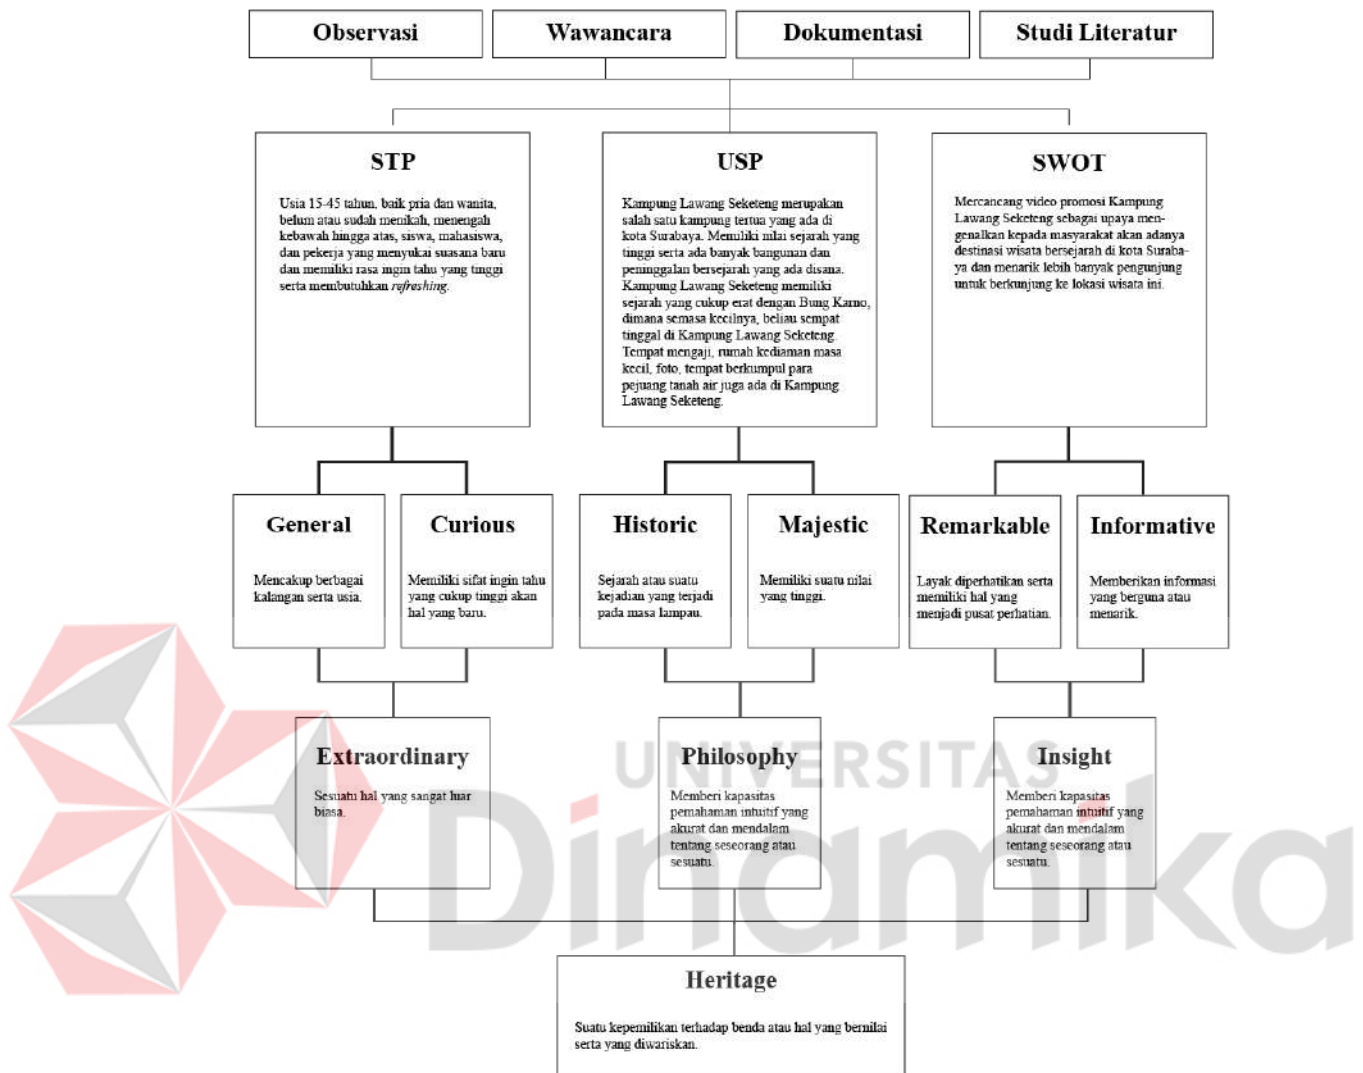 Observasi
Wawancara
Dokumentasi
Studi Literatur
STP
Usia 15-45 tahun, baik pria dan wanita,
belum atau sudah menikah, menengah
kebawah hingga atas, siswa, mahasiswa,
dan pekerja yang menyukai suasana baru
dan memiliki rasa ingin tahu yang tinggi
serta membutuhkan refreshing.
USP
Kampung Lawang Seketeng merupakan
salah satu kampung tertua yang ada di
kota Surabaya. Memiliki nilai sejarah yang
tinggi serta ada banyak bangunan dan
peninggalan bersejarah yang ada disana.
Kampung Lawang Seketeng memiliki
sejarah yang cukup erat dengan Bung Karno,
dimana semasa kecilnya, beliau sempat
tinggal di Kampung Lawang Seketeng.
Tempat mengaji, rumah kediaman masa
kecil, foto, tempat berkumpul para
pejuang tanah air juga ada di Kampung
Lawang Seketeng.
SWOT
Mercancang video promosi Kampung
Lawang Seketeng sebagai upaya men-
genalkan kepada masyarakat akan adanya
destinasi wisata bersejarah di kota Suraba-
ya dan menarik lebih banyak pengunjung
untuk berkunjung ke lokasi wisata ini.
General
Mencakup berbagai
kalangan serta usia.
Curious
Memiliki sifat ingin tahu
yang cukup tinggi akan
hal yang baru.
Historic
Sejarah atau suatu
kejadian yang terjadi
pada masa lampau.
Majestic
Memiliki suatu nilai
yang tinggi.
Remarkable
Layak diperhatikan serta
memiliki hal yang
menjadi pusat perhatian.
Informative
Memberikan informasi
yang berguna atau
menarik.
Extraordinary
Sesuatu hal yang sangat luar
biasa.
Philosophy
Memberi kapasitas
pemahaman intuitif yang
akurat dan mendalam
tentang seseorang atau
sesuatu.
Insight
Memberi kapasitas
pemahaman intuitif yang
akurat dan mendalam
tentang seseorang atau
sesuatu.
UNIVERSITAS
Dinamika
Heritage
Suatu kepemilikan terhadap benda atau hal yang bernilai
serta yang diwariskan.